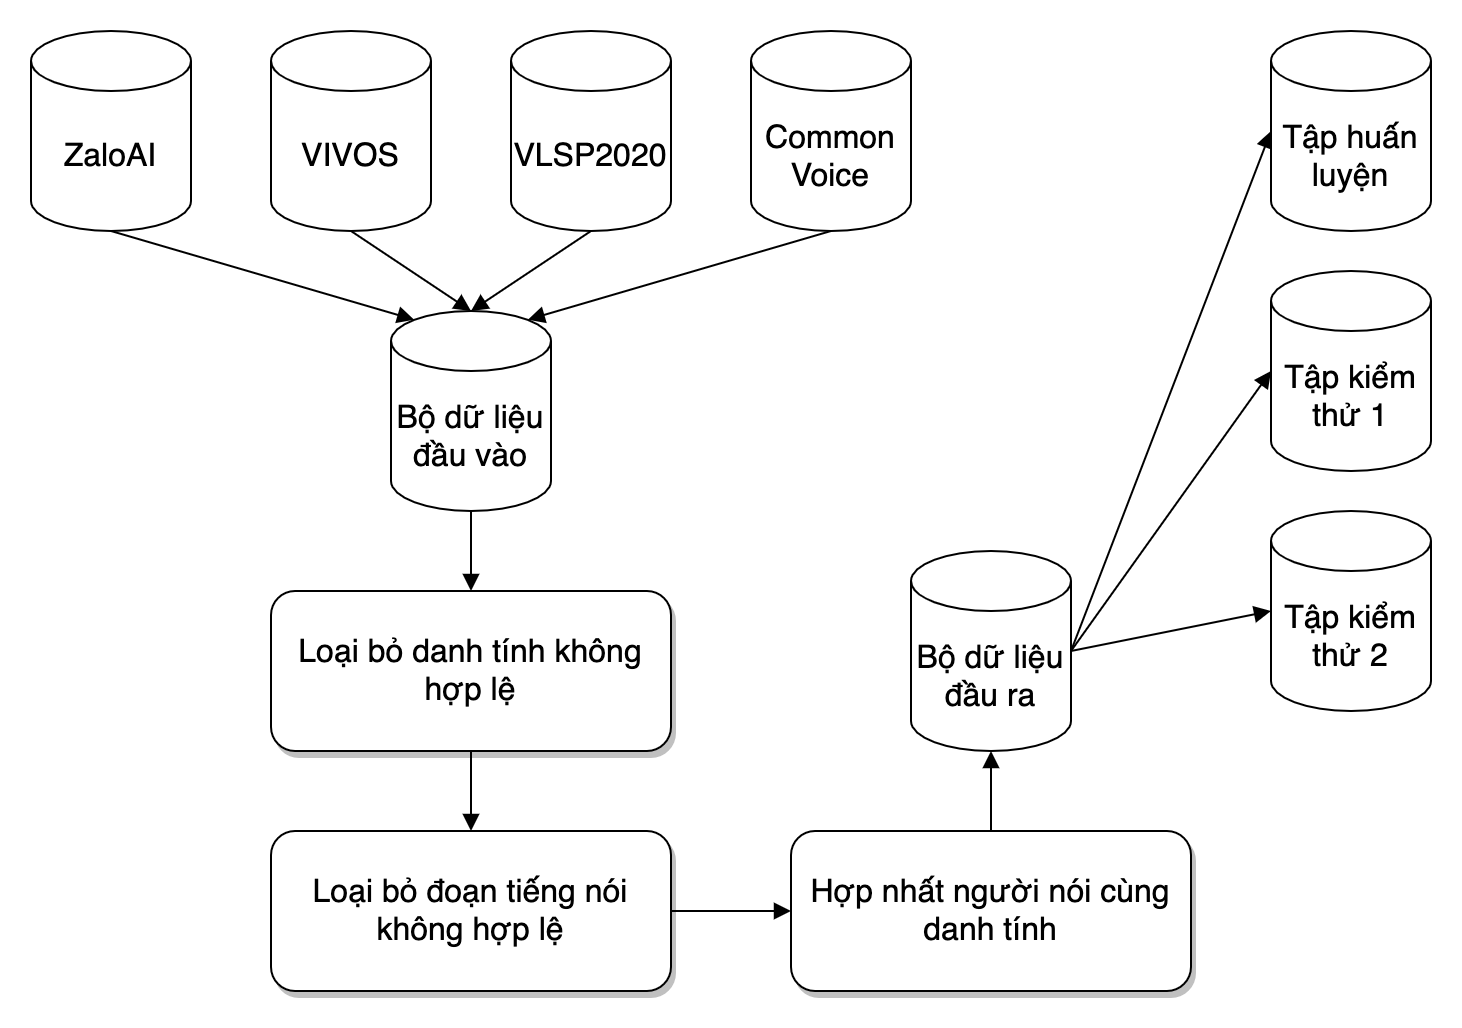 ZaloAI
VIVOS
VLSP2020
Common
Voice
Bộ dữ liệu
đầu vào
Loại bỏ danh tính không
hợp lệ
Loại bỏ đoạn tiếng nói
không hợp lệ
Hợp nhất người nói cùng
danh tính
Bộ dữ liệu
đầu ra
Tập huấn
luyện
Tập kiểm
thử 1
Tập kiểm
thử 2